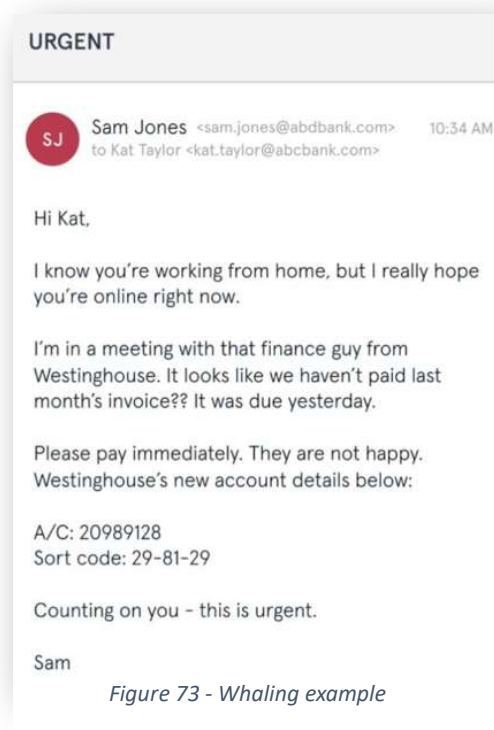 URGENT
SJ
Sam Jones <sam.jones@abdbank.com> 10:34 AM
to Kat Taylor <kat.taylor@abcbank.com>
Hi Kat,
I know you're working from home, but I really hope
you're online right now.
I'm in a meeting with that finance guy from
Westinghouse. It looks like we haven't paid last
month's invoice?? It was due yesterday.
Please pay immediately. They are not happy.
Westinghouse's new account details below:
A/C: 20989128
Sort code: 29-81-29
Counting on you - this is urgent.
Sam
Figure 73 - Whaling example